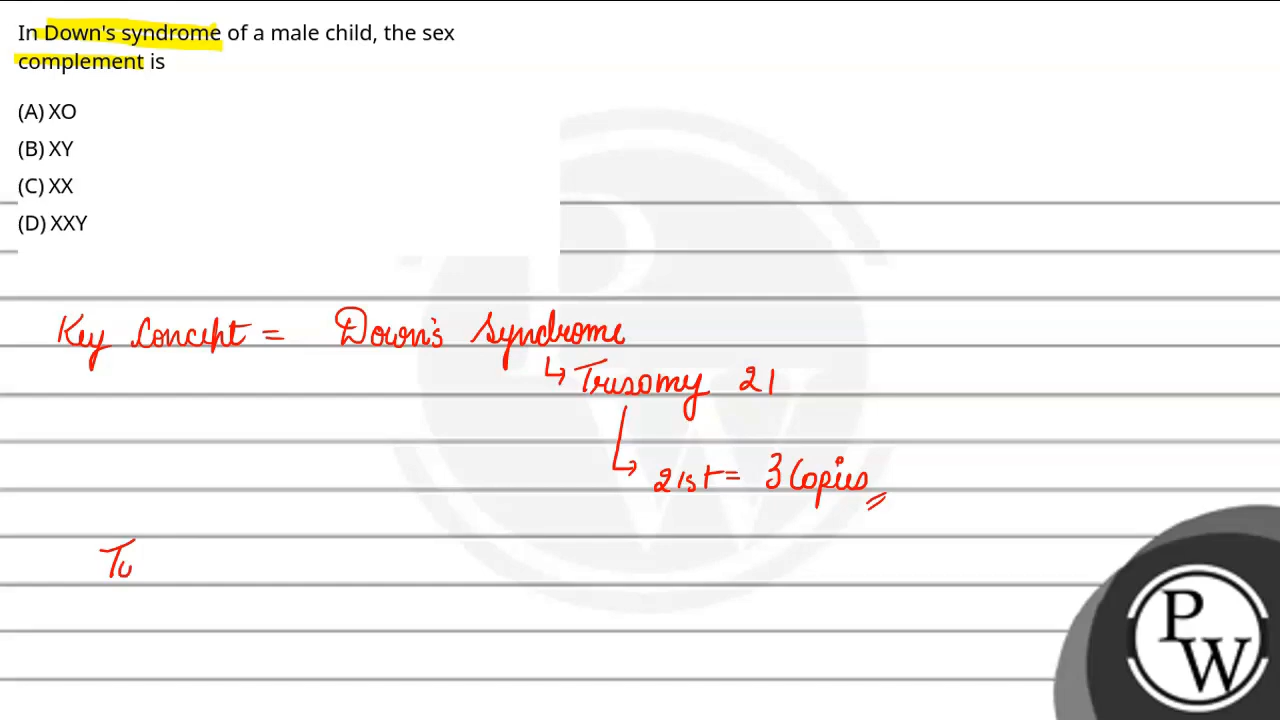 In Down's syndrome of a male child, the sex
complement is
(A) XO
(B) XY
(C) XX
(D) XXY
Key Concept = Down's Syndrome
↳ Trisomy 21
↳ 21st = 3 Copies
Tu
PW